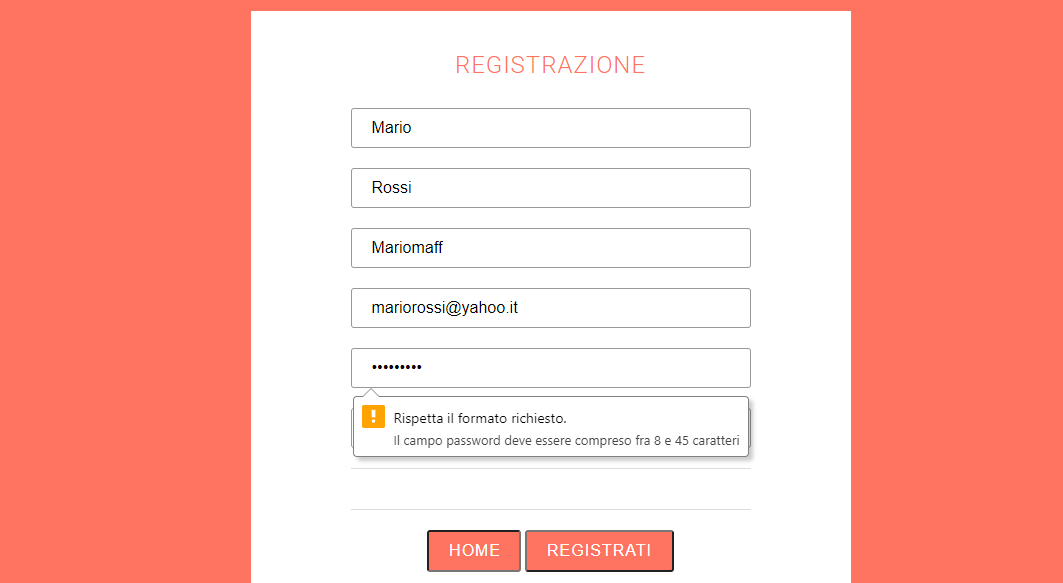 REGISTRAZIONE
Mario
Rossi
Mariomaff
mariorossi@yahoo.it
•••••••••
Rispetta il formato richiesto.
Il campo password deve essere compreso fra 8 e 45 caratteri
HOME REGISTRATI